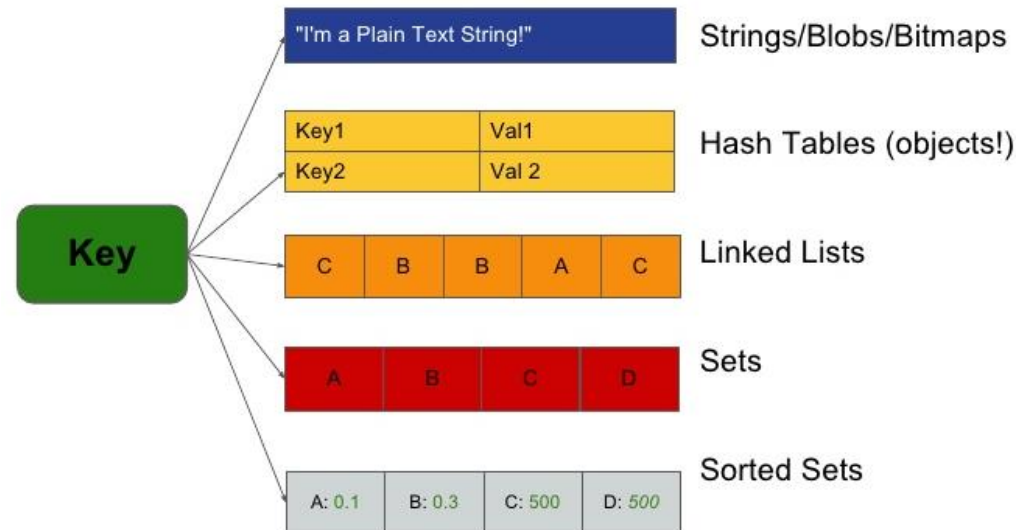 "I'm a Plain Text String!"
Strings/Blobs/Bitmaps
Key1 Val1
Key2 Val 2
Hash Tables (objects!)
Key
C B B A C
Linked Lists
A B C D
Sets
A: 0.1 B: 0.3 C: 500 D: 500
Sorted Sets